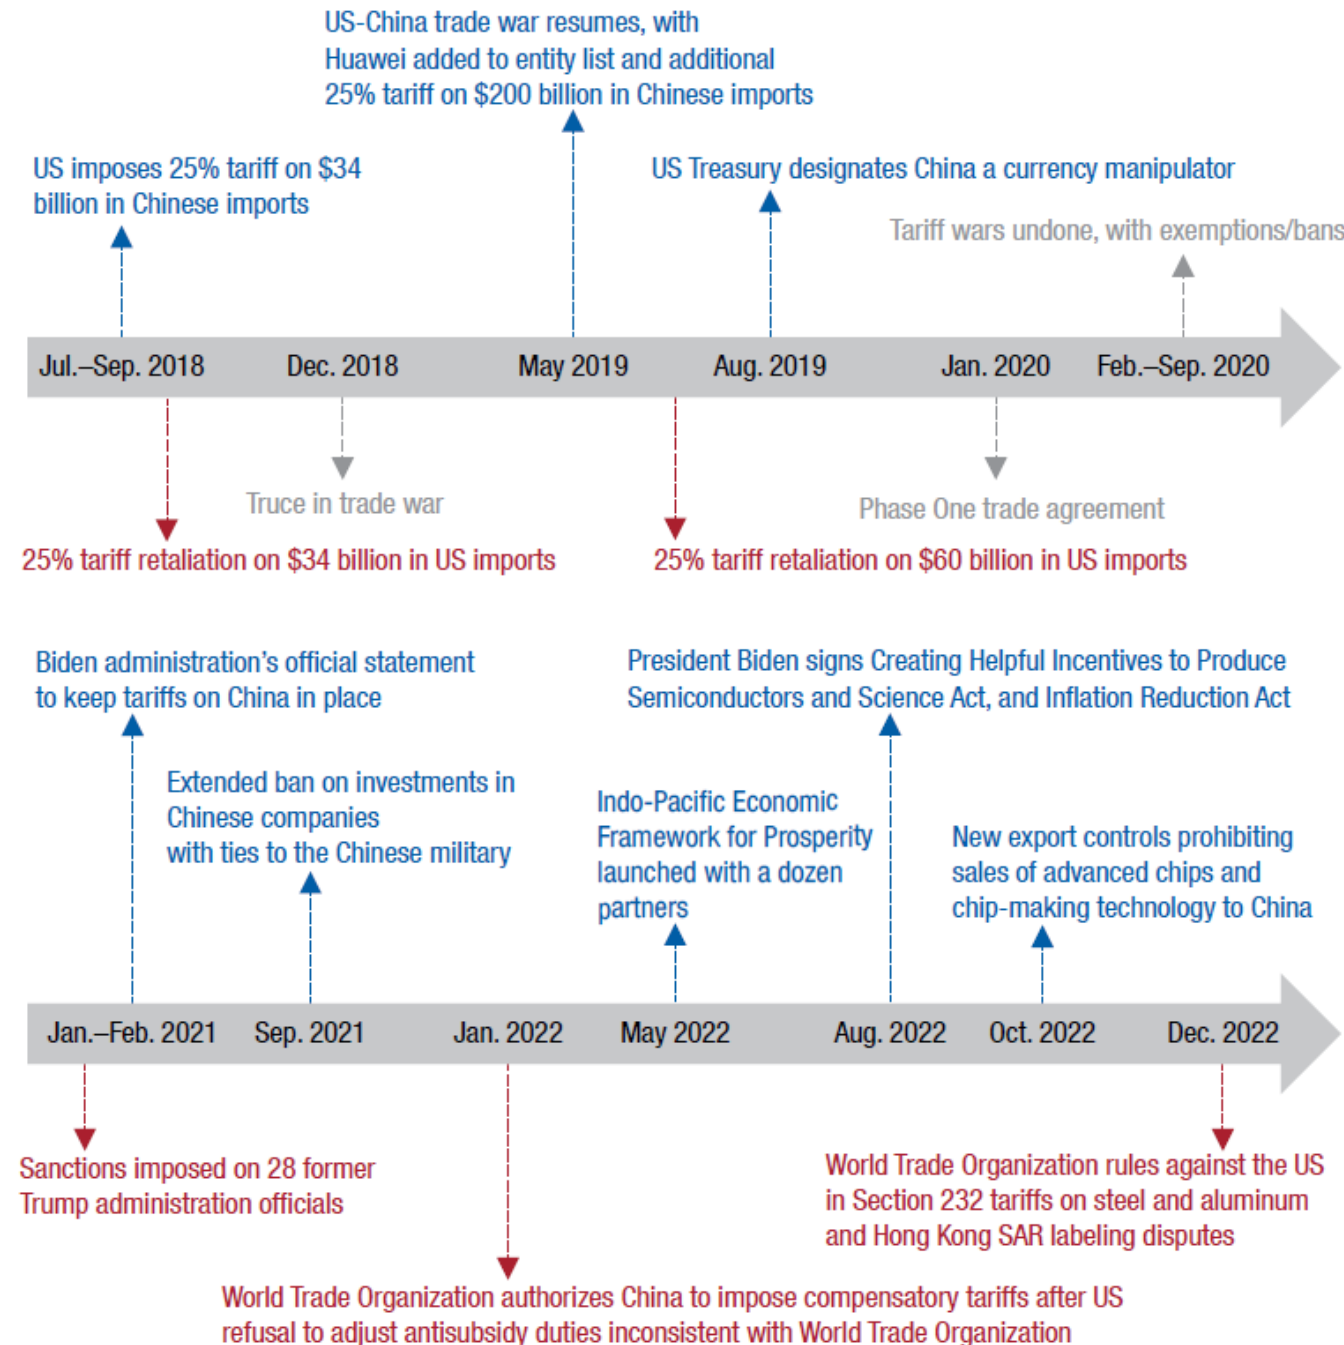 US-China trade war resumes, with
Huawei added to entity list and additional
25% tariff on $200 billion in Chinese imports
US imposes 25% tariff on $34
billion in Chinese imports
US Treasury designates China a currency manipulator
Tariff wars undone, with exemptions/bans
Jul.–Sep. 2018
Dec. 2018
May 2019
Aug. 2019
Jan. 2020
Feb.–Sep. 2020
Truce in trade war
Phase One trade agreement
25% tariff retaliation on $34 billion in US imports
25% tariff retaliation on $60 billion in US imports
Biden administration's official statement
to keep tariffs on China in place
President Biden signs Creating Helpful Incentives to Produce
Semiconductors and Science Act, and Inflation Reduction Act
Extended ban on investments in
Chinese companies
with ties to the Chinese military
Indo-Pacific Economic
Framework for Prosperity
launched with a dozen
partners
New export controls prohibiting
sales of advanced chips and
chip-making technology to China
Jan.–Feb. 2021
Sep. 2021
Jan. 2022
May 2022
Aug. 2022
Oct. 2022
Dec. 2022
Sanctions imposed on 28 former
Trump administration officials
World Trade Organization rules against the US
in Section 232 tariffs on steel and aluminum
and Hong Kong SAR labeling disputes
World Trade Organization authorizes China to impose compensatory tariffs after US
refusal to adjust antisubsidy duties inconsistent with World Trade Organization